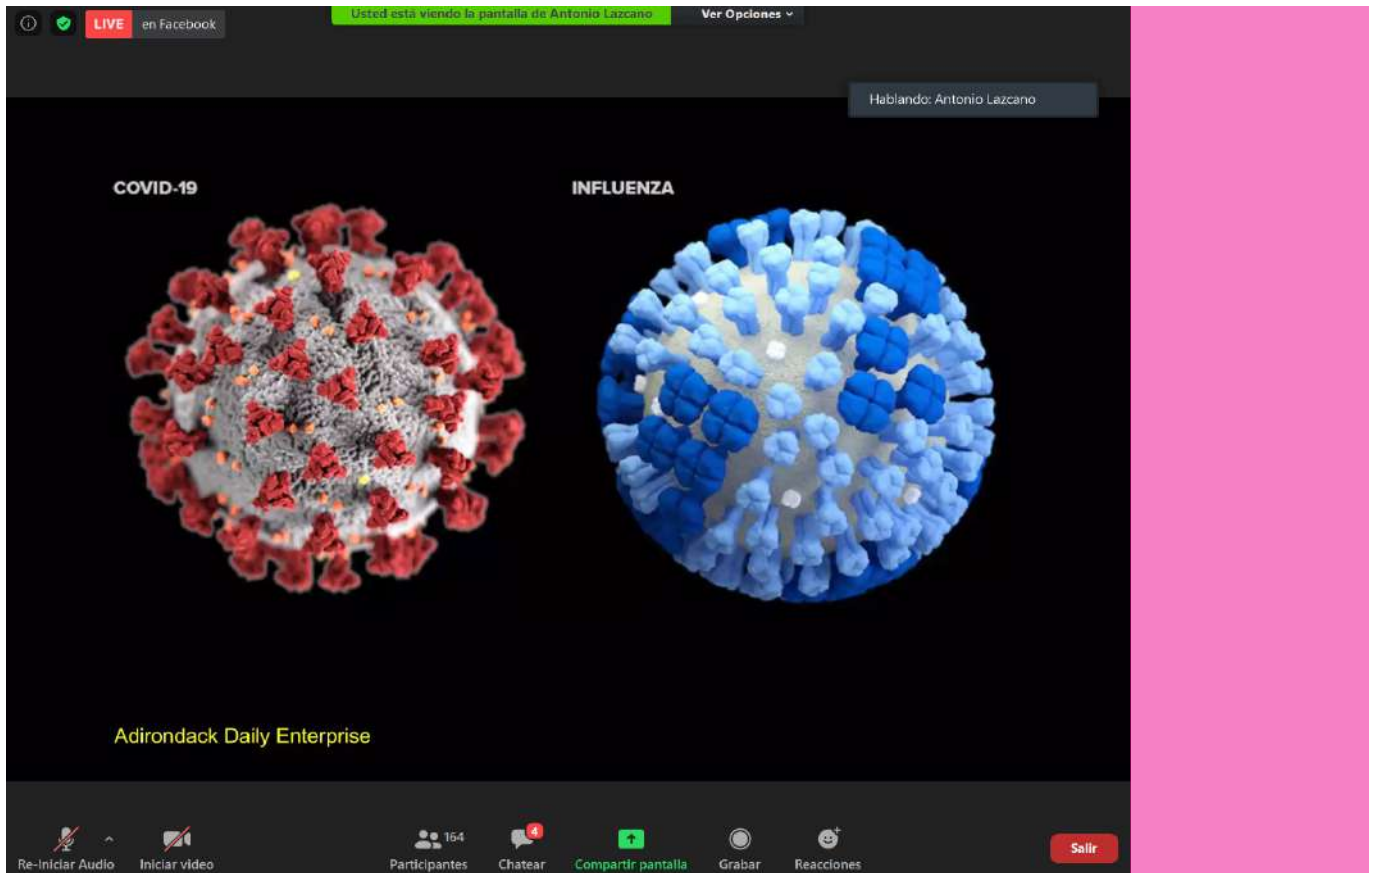 Usted está viendo la pantalla de Antonio Lazcano
Ver Opciones
LIVE en Facebook
Hablando: Antonio Lazcano
COVID-19
INFLUENZA
Adirondack Daily Enterprise
164
4
Re-Iniciar Audio
Iniciar video
Participantes
Chatear
Compartir pantalla
Grabar
Reacciones
Salir